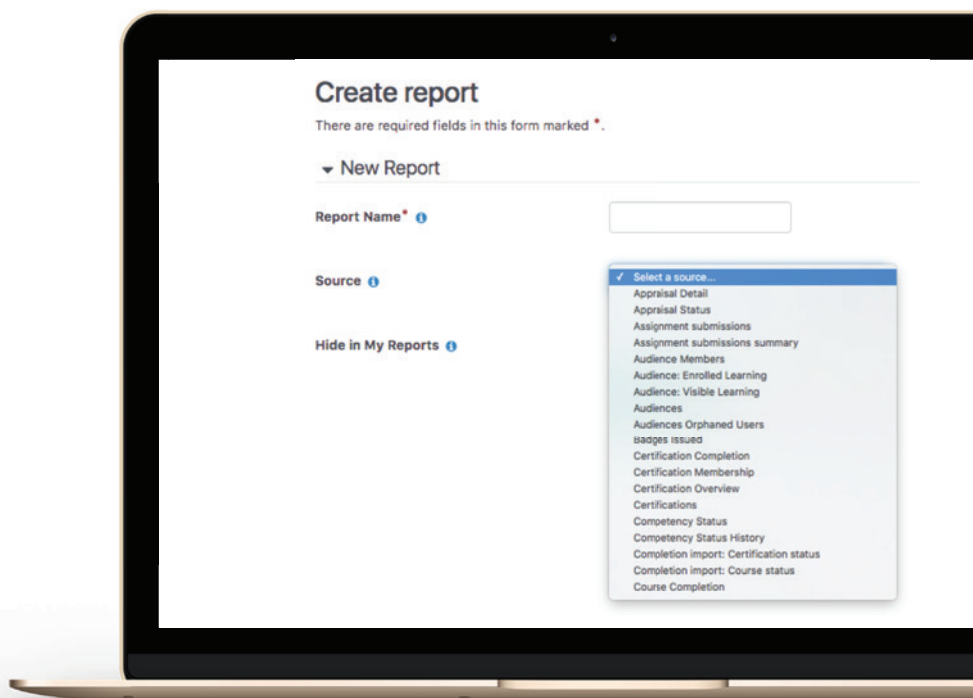 Create report
There are required fields in this form marked *.
New Report
Report Name*
Source
✓ Select a source...
Appraisal Detail
Appraisal Status
Assignment submissions
Assignment submissions summary
Audience Members
Audience: Enrolled Learning
Audience: Visible Learning
Audiences
Audiences Orphaned Users
Badges Issued
Certification Completion
Certification Membership
Certification Overview
Certifications
Competency Status
Competency Status History
Completion import: Certification status
Completion import: Course status
Course Completion
Hide in My Reports